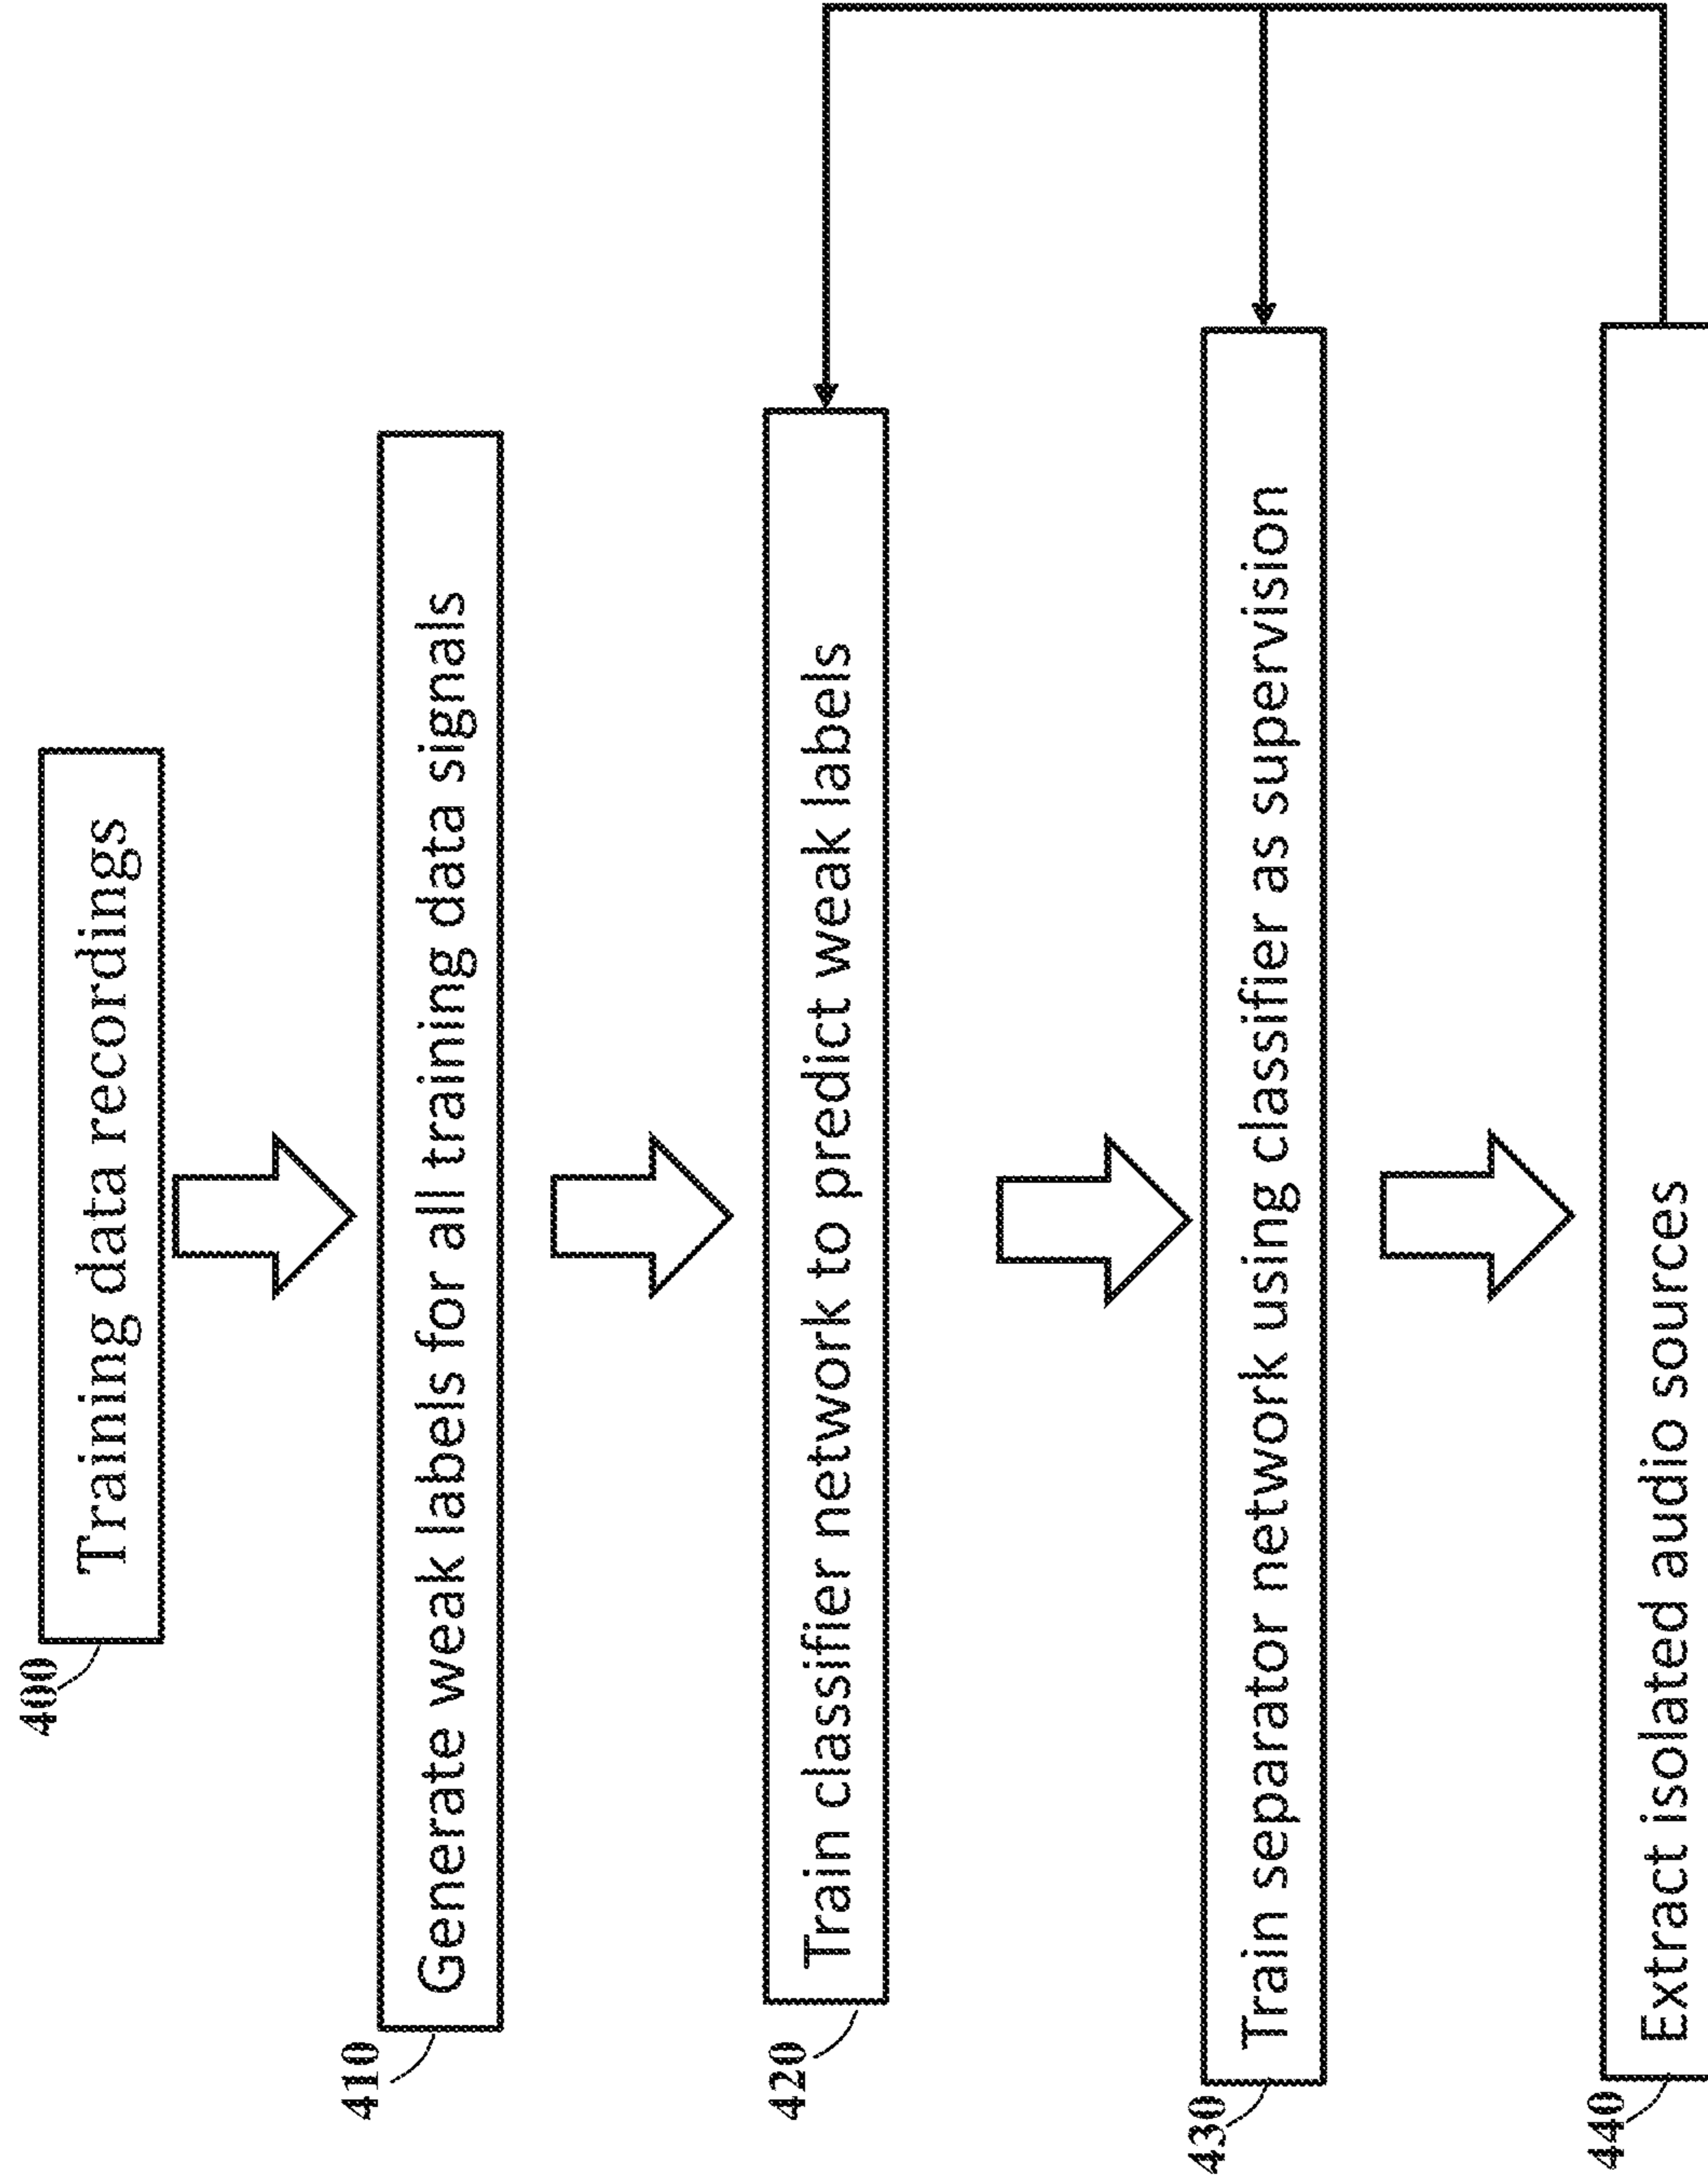 400
Training data recordings
410
Generate weak labels for all training data signals
420
Train classifier network to predict weak labels
430
Train separator network using classifier as supervision
440
Extract isolated audio sources